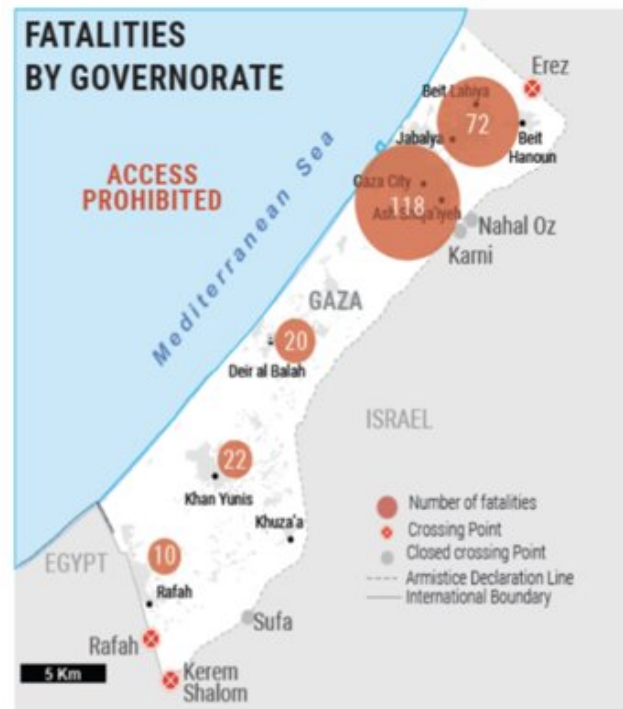 FATALITIES
BY GOVERNORATE
ACCESS
PROHIBITED
Mediterranean Sea
Erez
Beit Lahiya
72
Jabalya
Beit
Hanoun
Gaza City
118
Ash Shuja'iyeh
Nahal Oz
Karni
GAZA
20
Deir al Balah
ISRAEL
22
Khan Yunis
Khuza'a
EGYPT
10
Rafah
Sufa
Rafah
Kerem
Shalom
5 Km
Number of fatalities
Crossing Point
Closed crossing Point
Armistice Declaration Line
International Boundary